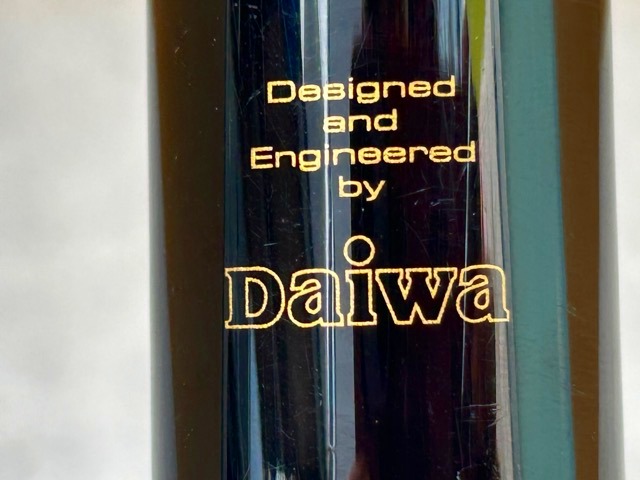 Designed
and
Engineered
by
Daiwa